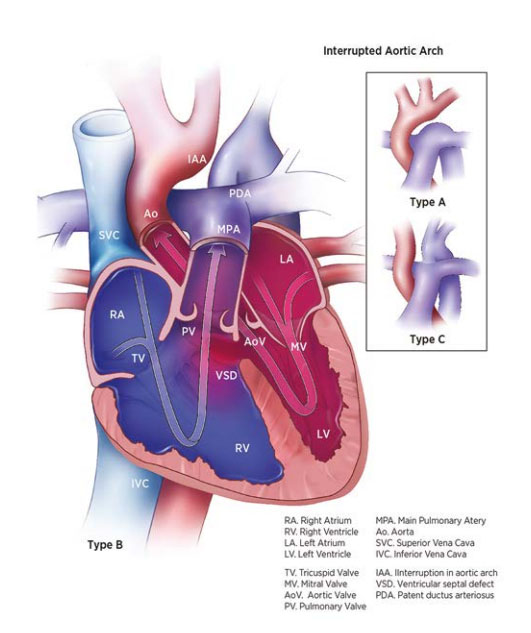 Interrupted Aortic Arch
IAA
PDA
Ao
MPA
SVC
LA
RA
PV
AoV
MV
TV
VSD
LV
RV
IVC
Type A
Type C
Type B
RA. Right Atrium
RV. Right Ventricle
LA. Left Atrium
LV. Left Ventricle
MPA. Main Pulmonary Atery
Ao. Aorta
SVC. Superior Vena Cava
IVC. Inferior Vena Cava
TV. Tricuspid Valve
MV. Mitral Valve
AoV. Aortic Valve
PV. Pulmonary Valve
IAA. IInterruption in aortic arch
VSD. Ventricular septal defect
PDA. Patent ductus arteriosus